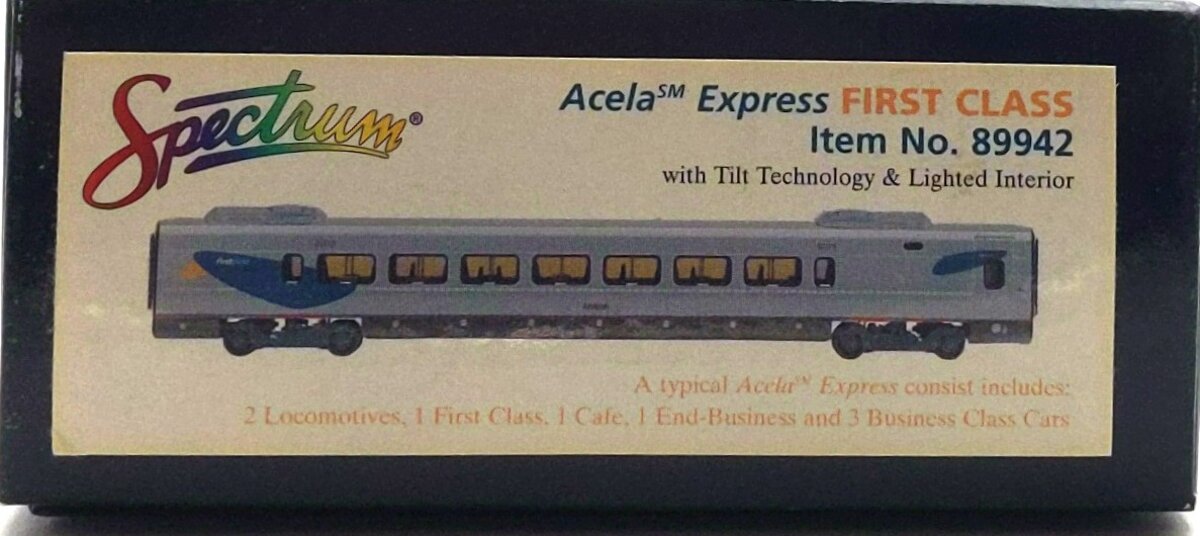 Spectrum®
Acela℠ Express FIRST CLASS
Item No. 89942
with Tilt Technology & Lighted Interior
first
A typical Acela℠ Express consist includes:
2 Locomotives, 1 First Class, 1 Cafe, 1 End-Business and 3 Business Class Cars